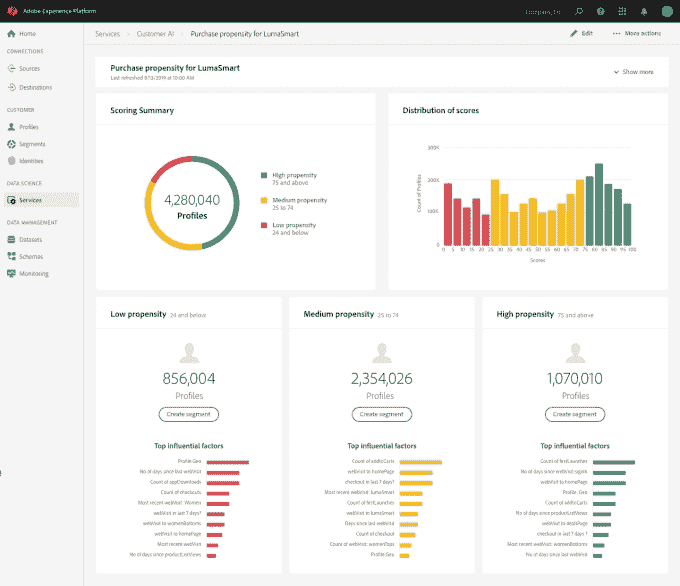 Adobe Experience Platform
Home
CONNECTIONS
Sources
Destinations
CUSTOMER
Profiles
Segments
Identities
DATA SCIENCE
Services
DATA MANAGEMENT
Datasets
Schemes
Monitoring
Services
Customer AI
Purchase propensity for LumaSmart
Edit
More actions
Purchase propensity for LumaSmart
Last refreshed 9/13/2019 at 10:00 AM
Show more
Scoring Summary
4,280,040
Profiles
High propensity
75 and above
Medium propensity
25 to 74
Low propensity
24 and below
Distribution of scores
Count of Profiles
300K
200K
100K
0
0 5 10 15 20 25 30 35 40 45 50 55 60 65 70 75 80 85 90 95 100
Scores
Low propensity 24 and below
856,004
Profiles
Create segment
Top influential factors
Profile Geo
No of days since last webVisit
Count of appDownloads
Count of checkouts
Most recent webVisit: Women
webVisit in last 7 days?
webVisit to womenBottoms
webVisit to homePage
Most recent webVisit
No of days since productListViews
Medium propensity 25 to 74
2,354,026
Profiles
Create segment
Top influential factors
Count of addtoCarts
webVisit to homePage
checkout in last 7 days?
Most recent webVisit: lumaSmart
Count of firstLaunches
webVisit to lumaSmart
Days since last webVisit
Count of checkout
Count of webVisit: womenTops
Profile Geo
High propensity 75 and above
1,070,010
Profiles
Create segment
Top influential factors
Count of firstLaunches
No of days since webVisit-signIn
webVisit to homePage
Profile: Geo
Count of addtoCarts
No of days since productListViews
webVisit to dealsPage
checkout in last 7 days ?
Most recent webVisit: womenBottoms
No of days since last webVisit